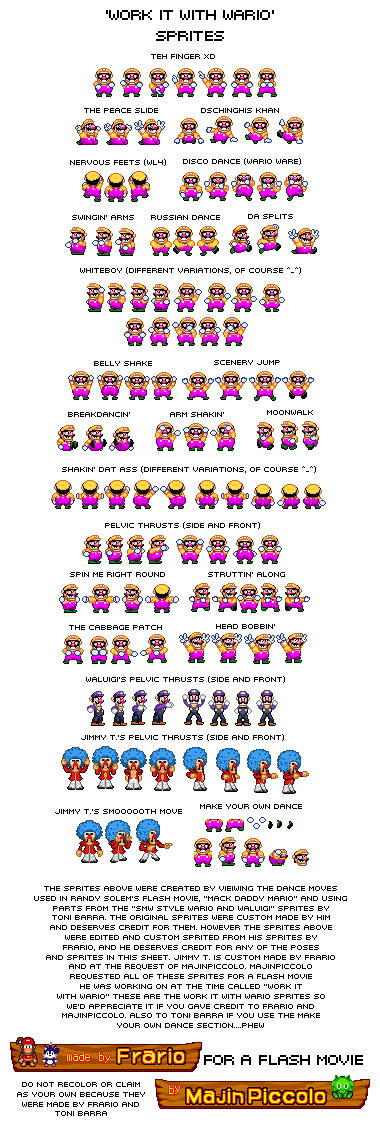 'WORK IT WITH WARIO'
SPRITES
TEH FINGER XD
THE PEACE SLIDE
DSCHINGHIS KHAN
NERVOUS FEETS (WL4)
DISCO DANCE (WARIO WARE)
SWINGIN' ARMS
RUSSIAN DANCE
DA SPLITS
WHITEBOY (DIFFERENT VARIATIONS, OF COURSE ^_^)
BELLY SHAKE
SCENERY JUMP
BREAKDANCIN'
ARM SHAKIN'
MOONWALK
SHAKIN' DAT ASS (DIFFERENT VARIATIONS, OF COURSE ^_^)
PELVIC THRUSTS (SIDE AND FRONT)
SPIN ME RIGHT ROUND
STRUTTIN' ALONG
THE CABBAGE PATCH
HEAD BOBBIN'
WALUIGI'S PELVIC THRUSTS (SIDE AND FRONT)
JIMMY T.'S PELVIC THRUSTS (SIDE AND FRONT)
JIMMY T.'S SMOOOOOTH MOVE
MAKE YOUR OWN DANCE
THE SPRITES ABOVE WERE CREATED BY VIEWING THE DANCE MOVES
USED IN RANDY SOLEM'S FLASH MOVIE, "MACK DADDY MARIO" AND USING
PARTS FROM THE "SMW STYLE WARIO AND WALUIGI" SPRITES BY
TONI BARRA. THE ORIGINAL SPRITES WERE CUSTOM MADE BY HIM
AND DESERVES CREDIT FOR THEM. HOWEVER THE SPRITES ABOVE
WERE EDITED AND CUSTOM SPRITED FROM HIS SPRITES BY
FRARIO, AND HE DESERVES CREDIT FOR ANY OF THE POSES
AND SPRITES IN THIS SHEET. JIMMY T. IS CUSTOM MADE BY FRARIO
AND AT THE REQUEST OF MAJINPICCOLO. MAJINPICCOLO
REQUESTED ALL OF THESE SPRITES FOR A FLASH MOVIE
HE WAS WORKING ON AT THE TIME CALLED "WORK IT
WITH WARIO" THESE ARE THE WORK IT WITH WARIO SPRITES SO
WE'D APPRECIATE IT IF YOU GAVE CREDIT TO FRARIO AND
MAJINPICCOLO. ALSO TO TONI BARRA IF YOU USE THE MAKE
YOUR OWN DANCE SECTION....PHEW
made by Frario
FOR A FLASH MOVIE
by MajinPiccolo
DO NOT RECOLOR OR CLAIM
AS YOUR OWN BECAUSE THEY
WERE MADE BY FRARIO AND
TONI BARRA